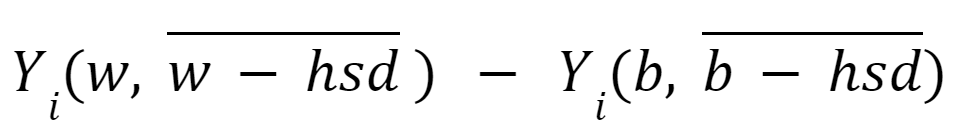 Y_i(w, \overline{w − hsd}) − Y_i(b, \overline{b − hsd})